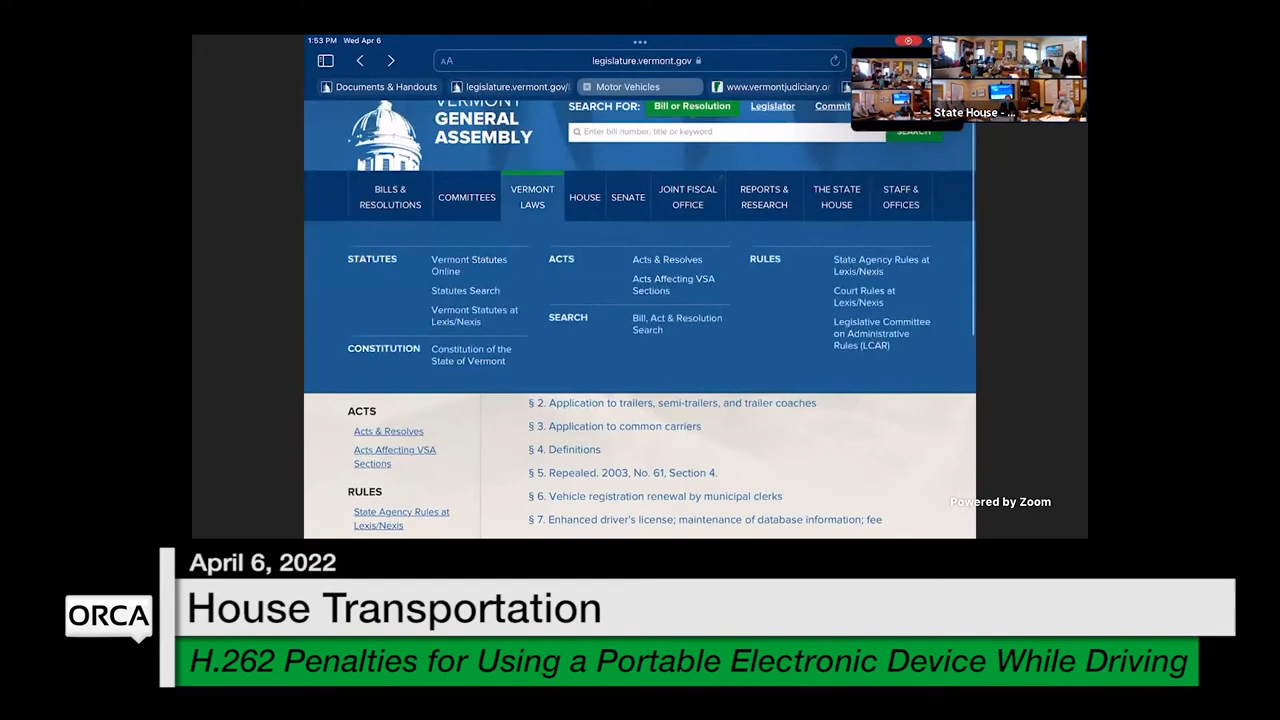 1:53 PM Wed Apr 6
AA
legislature.vermont.gov
Documents & Handouts
legislature.vermont.gov/
Motor Vehicles
www.vermontjudiciary.or
VERMONT
GENERAL
ASSEMBLY
SEARCH FOR:
Bill or Resolution
Legislator
Commit
Enter bill number, title or keyword
SEARCH
State House - ...
BILLS &
RESOLUTIONS
COMMITTEES
VERMONT
LAWS
HOUSE
SENATE
JOINT FISCAL
OFFICE
REPORTS &
RESEARCH
THE STATE
HOUSE
STAFF &
OFFICES
STATUTES
Vermont Statutes
Online
Statutes Search
Vermont Statutes at
Lexis/Nexis
CONSTITUTION
Constitution of the
State of Vermont
ACTS
Acts & Resolves
Acts Affecting VSA
Sections
SEARCH
Bill, Act & Resolution
Search
RULES
State Agency Rules at
Lexis/Nexis
Court Rules at
Lexis/Nexis
Legislative Committee
on Administrative
Rules (LCAR)
ACTS
Acts & Resolves
Acts Affecting VSA
Sections
RULES
State Agency Rules at
Lexis/Nexis
§ 2. Application to trailers, semi-trailers, and trailer coaches
§ 3. Application to common carriers
§ 4. Definitions
§ 5. Repealed. 2003, No. 61, Section 4.
§ 6. Vehicle registration renewal by municipal clerks
§ 7. Enhanced driver's license; maintenance of database information; fee
Powered by Zoom
April 6, 2022
ORCA
House Transportation
H.262 Penalties for Using a Portable Electronic Device While Driving